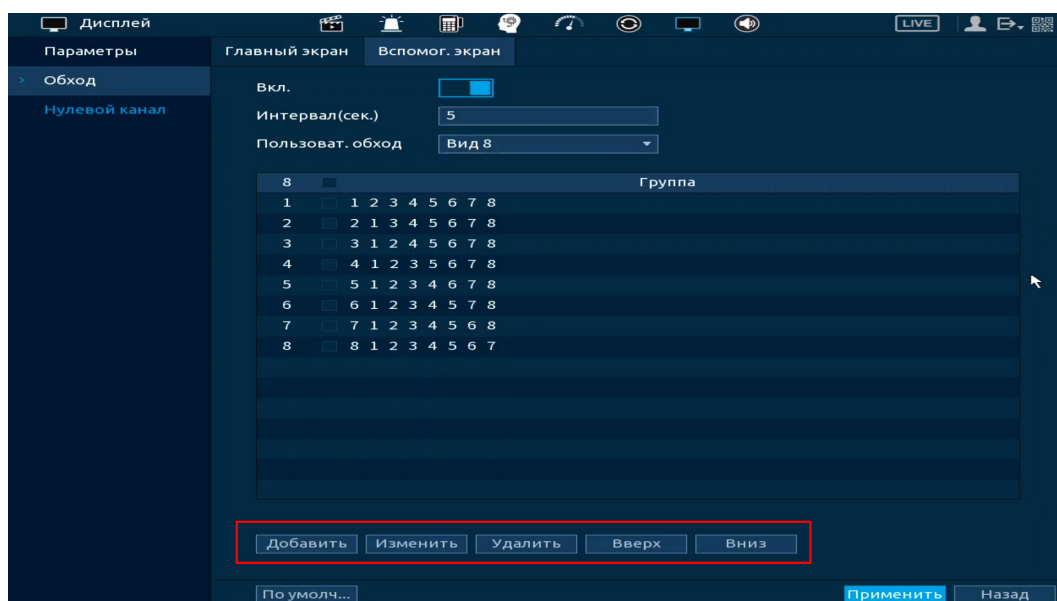 Дисплей LIVE
Параметры
Обход
Нулевой канал
Главный экран Вспомог. экран
Вкл.
Интервал(сек.) 5
Пользоват. обход Вид 8
8 Группа
1 1 2 3 4 5 6 7 8
2 2 1 3 4 5 6 7 8
3 3 1 2 4 5 6 7 8
4 4 1 2 3 5 6 7 8
5 5 1 2 3 4 6 7 8
6 6 1 2 3 4 5 7 8
7 7 1 2 3 4 5 6 8
8 8 1 2 3 4 5 6 7
Добавить Изменить Удалить Вверх Вниз
По умолч... Применить Назад